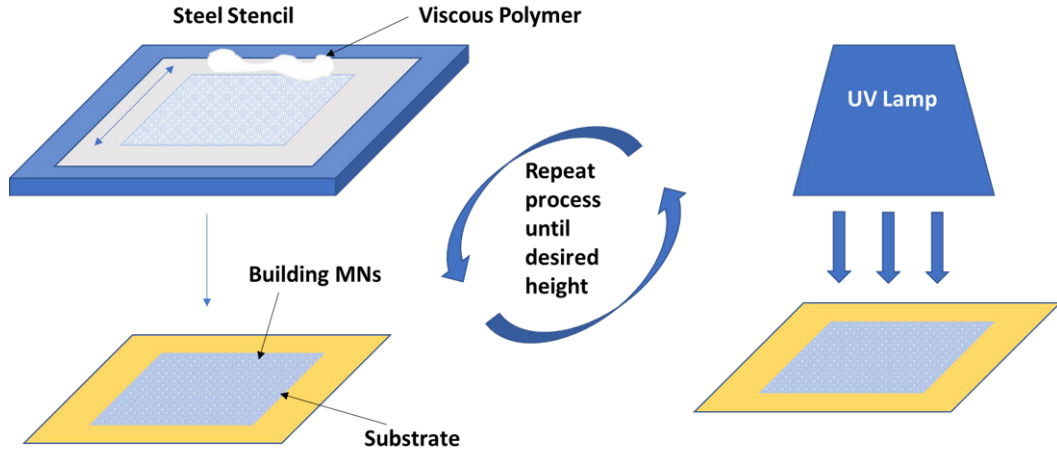 Steel Stencil
Viscous Polymer
UV Lamp
Repeat
process
until
desired
height
Building MNs
Substrate